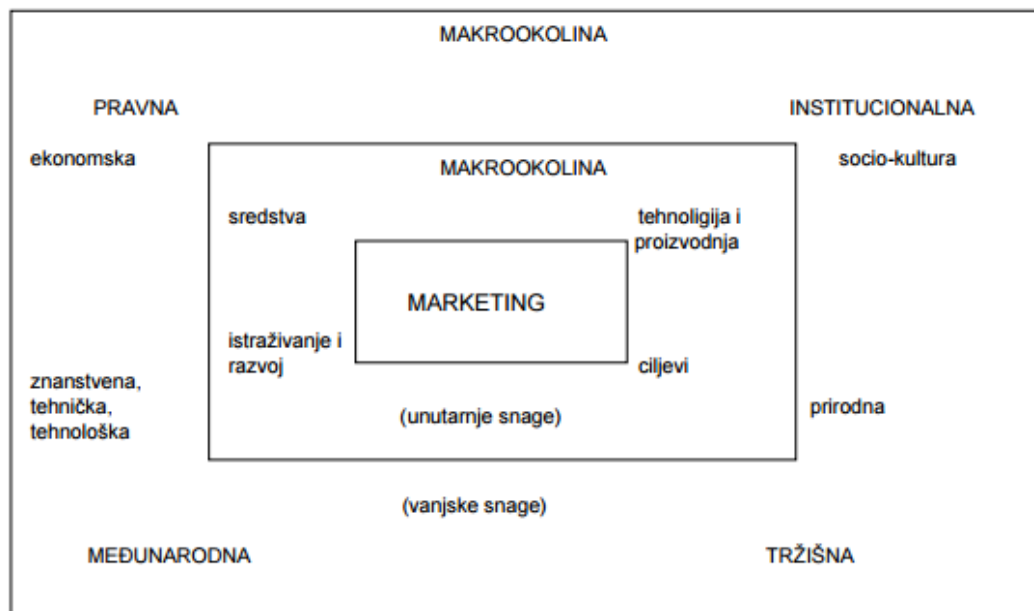 MAKROOKOLINA
PRAVNA
INSTITUCIONALNA
ekonomska
socio-kultura
MAKROOKOLINA
sredstva
tehnoligija i
proizvodnja
MARKETING
istraživanje i
razvoj
ciljevi
znanstvena,
tehnička,
tehnološka
(unutarnje snage)
prirodna
(vanjske snage)
MEĐUNARODNA
TRŽIŠNA